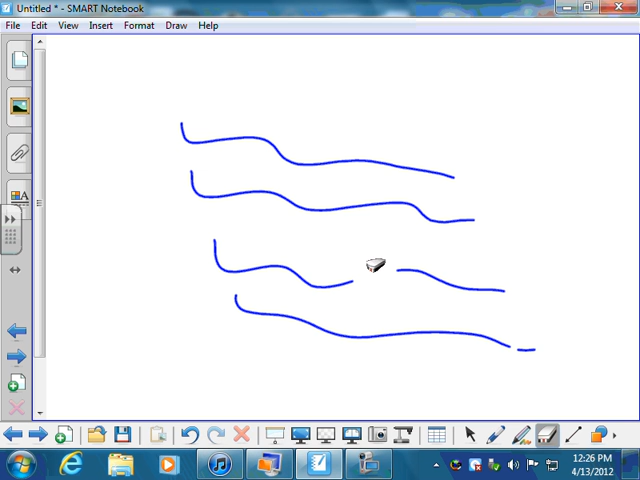 Untitled * - SMART Notebook
File Edit View Insert Format Draw Help
12:26 PM
4/13/2012